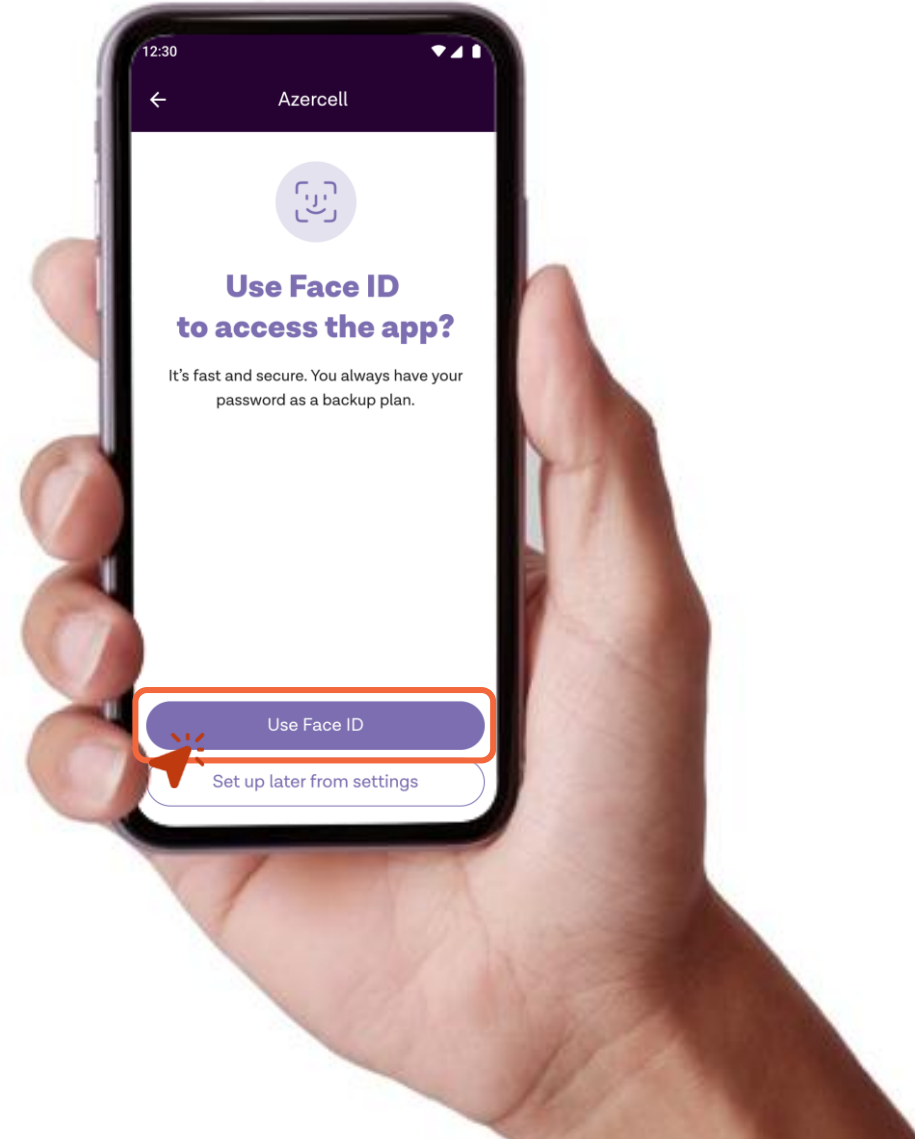 12:30
Azercell
Use Face ID
to access the app?
It's fast and secure. You always have your
password as a backup plan.
Use Face ID
Set up later from settings